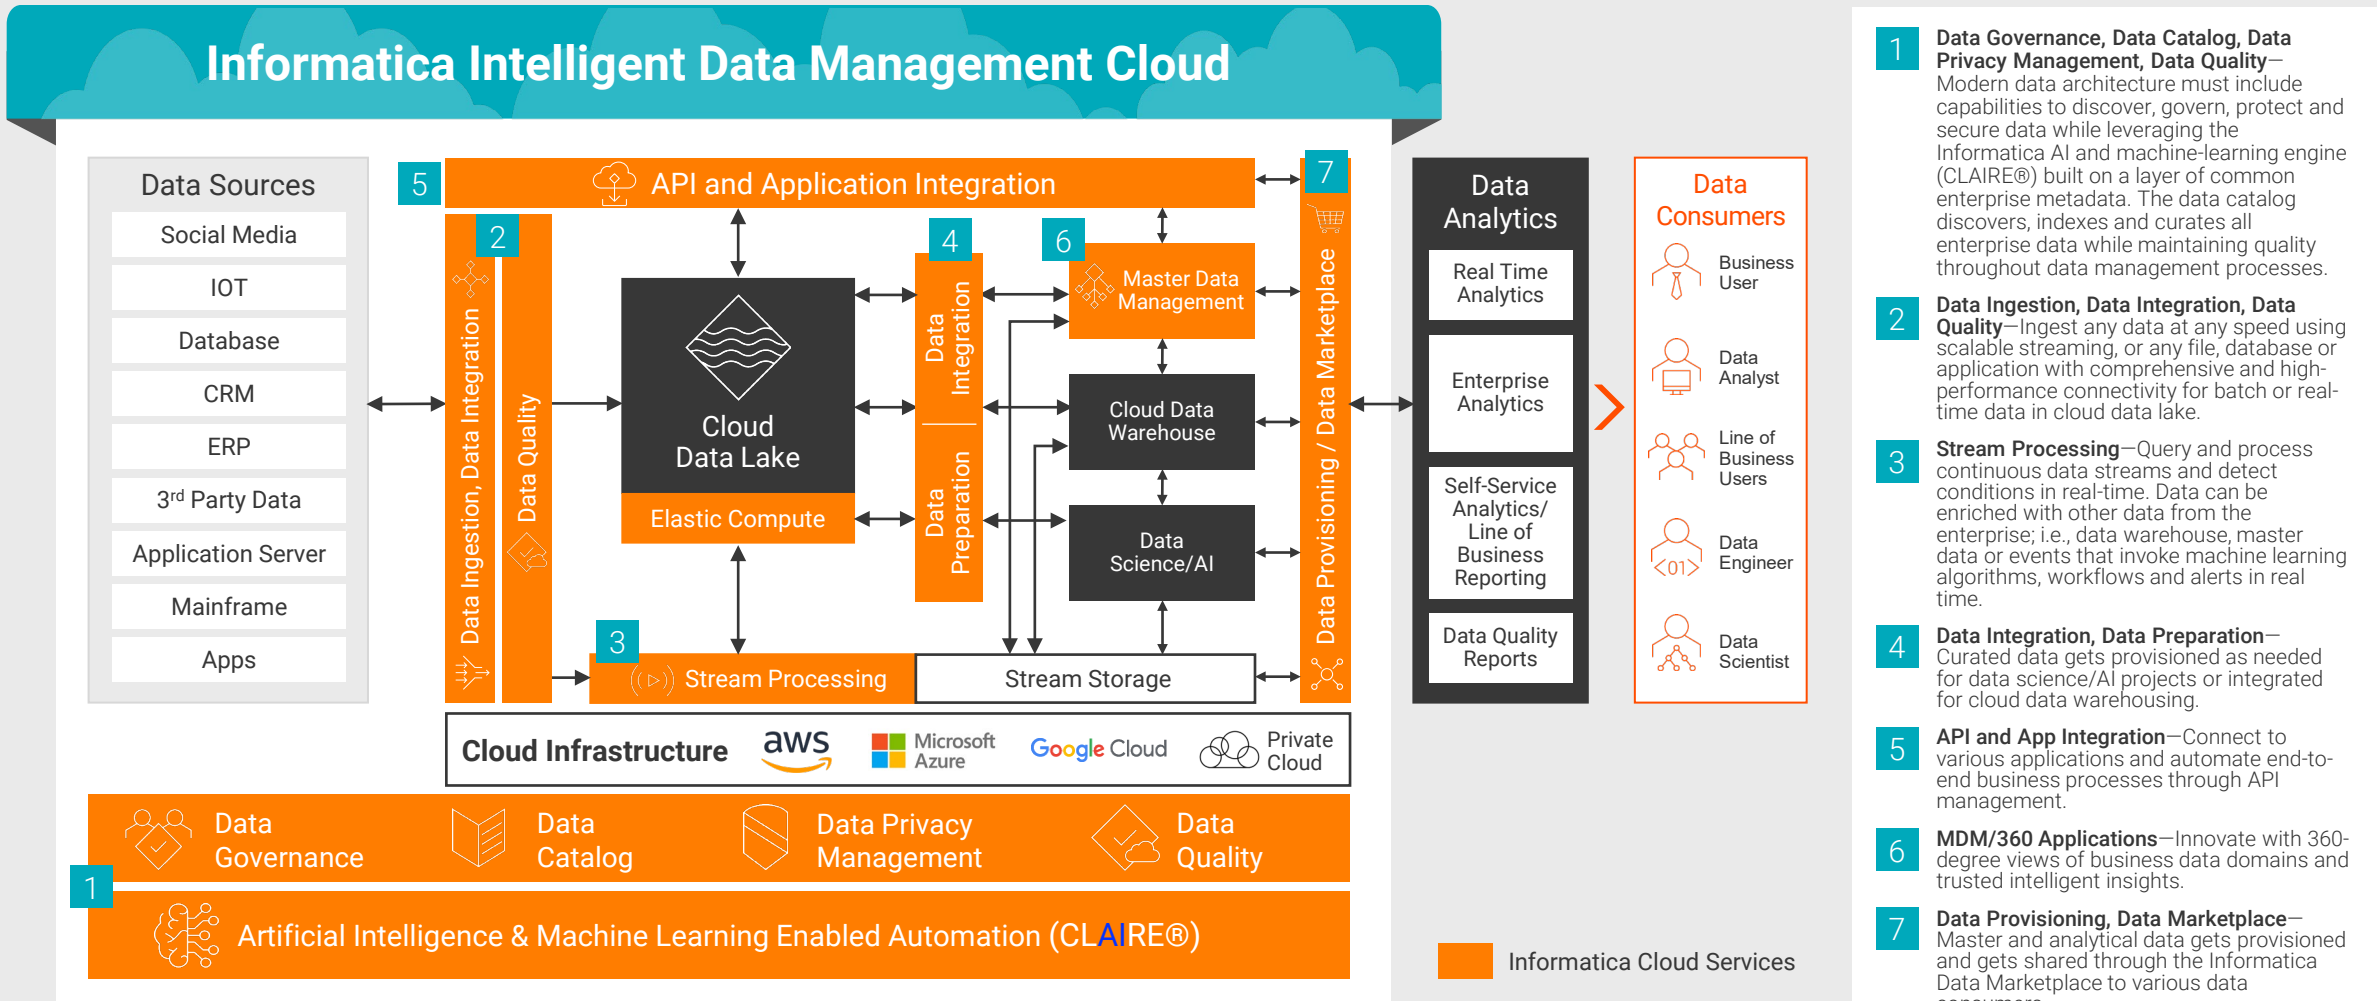 Informatica Intelligent Data Management Cloud
Data Sources
Social Media
IOT
Database
CRM
ERP
3rd Party Data
Application Server
Mainframe
Apps
5
API and Application Integration
2
Data Ingestion, Data Integration
Data Quality
Cloud
Data Lake
Elastic Compute
3
Stream Processing
Stream Storage
4
Data
Integration
Data
Preparation
6
Master Data
Management
Cloud Data
Warehouse
Data
Science/AI
7
Data Provisioning / Data Marketplace
Cloud Infrastructure
aws
Microsoft
Azure
Google Cloud
Private
Cloud
Data
Governance
Data
Catalog
Data Privacy
Management
Data
Quality
1
Artificial Intelligence & Machine Learning Enabled Automation (CLAIRE®)
Data
Analytics
Real Time
Analytics
Enterprise
Analytics
Self-Service
Analytics/
Line of
Business
Reporting
Data Quality
Reports
Data
Consumers
Business
User
Data
Analyst
Line of
Business
Users
<01>
Data
Engineer
Data
Scientist
Informatica Cloud Services
1
Data Governance, Data Catalog, Data
Privacy Management, Data Quality—
Modern data architecture must include
capabilities to discover, govern, protect and
secure data while leveraging the
Informatica AI and machine-learning engine
(CLAIRE®) built on a layer of common
enterprise metadata. The data catalog
discovers, indexes and curates all
enterprise data while maintaining quality
throughout data management processes.
2
Data Ingestion, Data Integration, Data
Quality—Ingest any data at any speed using
scalable streaming, or any file, database or
application with comprehensive and high-
performance connectivity for batch or real-
time data in cloud data lake.
3
Stream Processing—Query and process
continuous data streams and detect
conditions in real-time. Data can be
enriched with other data from the
enterprise; i.e., data warehouse, master
data or events that invoke machine learning
algorithms, workflows and alerts in real
time.
4
Data Integration, Data Preparation—
Curated data gets provisioned as needed
for data science/AI projects or integrated
for cloud data warehousing.
5
API and App Integration—Connect to
various applications and automate end-to-
end business processes through API
management.
6
MDM/360 Applications—Innovate with 360-
degree views of business data domains and
trusted intelligent insights.
7
Data Provisioning, Data Marketplace—
Master and analytical data gets provisioned
and gets shared through the Informatica
Data Marketplace to various data